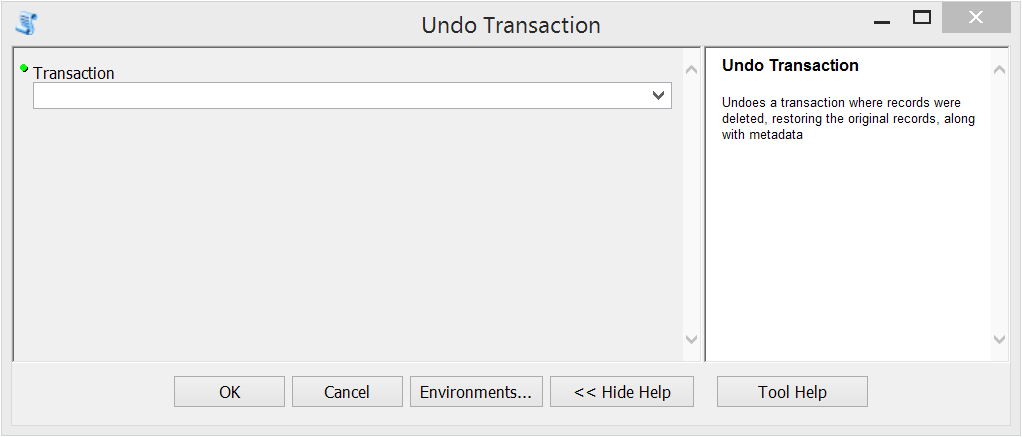 Undo Transaction
Transaction
Undo Transaction
Undoes a transaction where records were
deleted, restoring the original records, along
with metadata
OK
Cancel
Environments...
<< Hide Help
Tool Help